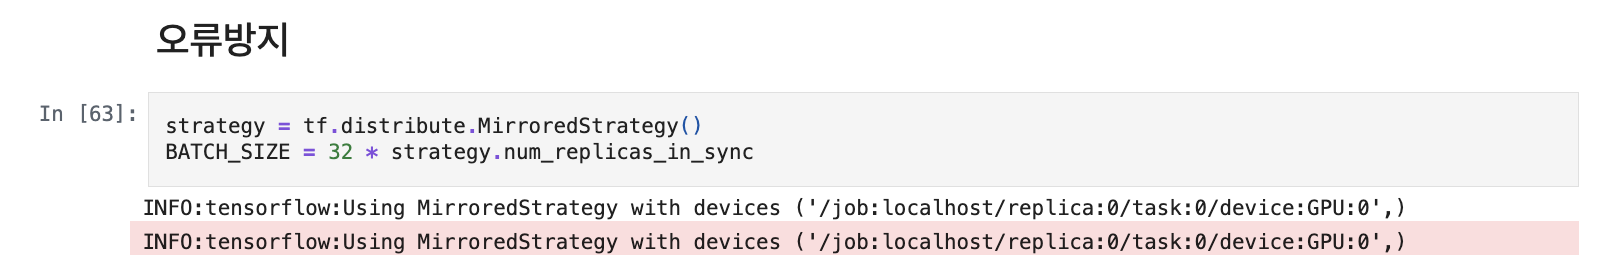 오류방지
In [63]:
strategy = tf.distribute.MirroredStrategy()
BATCH_SIZE = 32 * strategy.num_replicas_in_sync
INFO:tensorflow:Using MirroredStrategy with devices ('/job:localhost/replica:0/task:0/device:GPU:0',)
INFO:tensorflow:Using MirroredStrategy with devices ('/job:localhost/replica:0/task:0/device:GPU:0',)